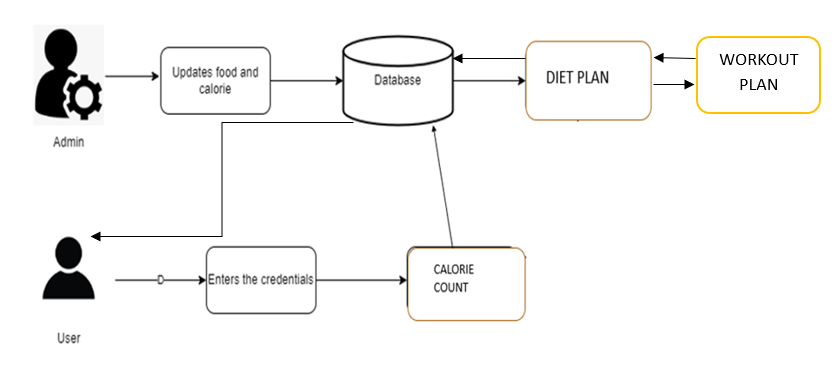 Updates food and
calorie
Database
DIET PLAN
WORKOUT
PLAN
Admin
D
Enters the credentials
CALORIE
COUNT
User